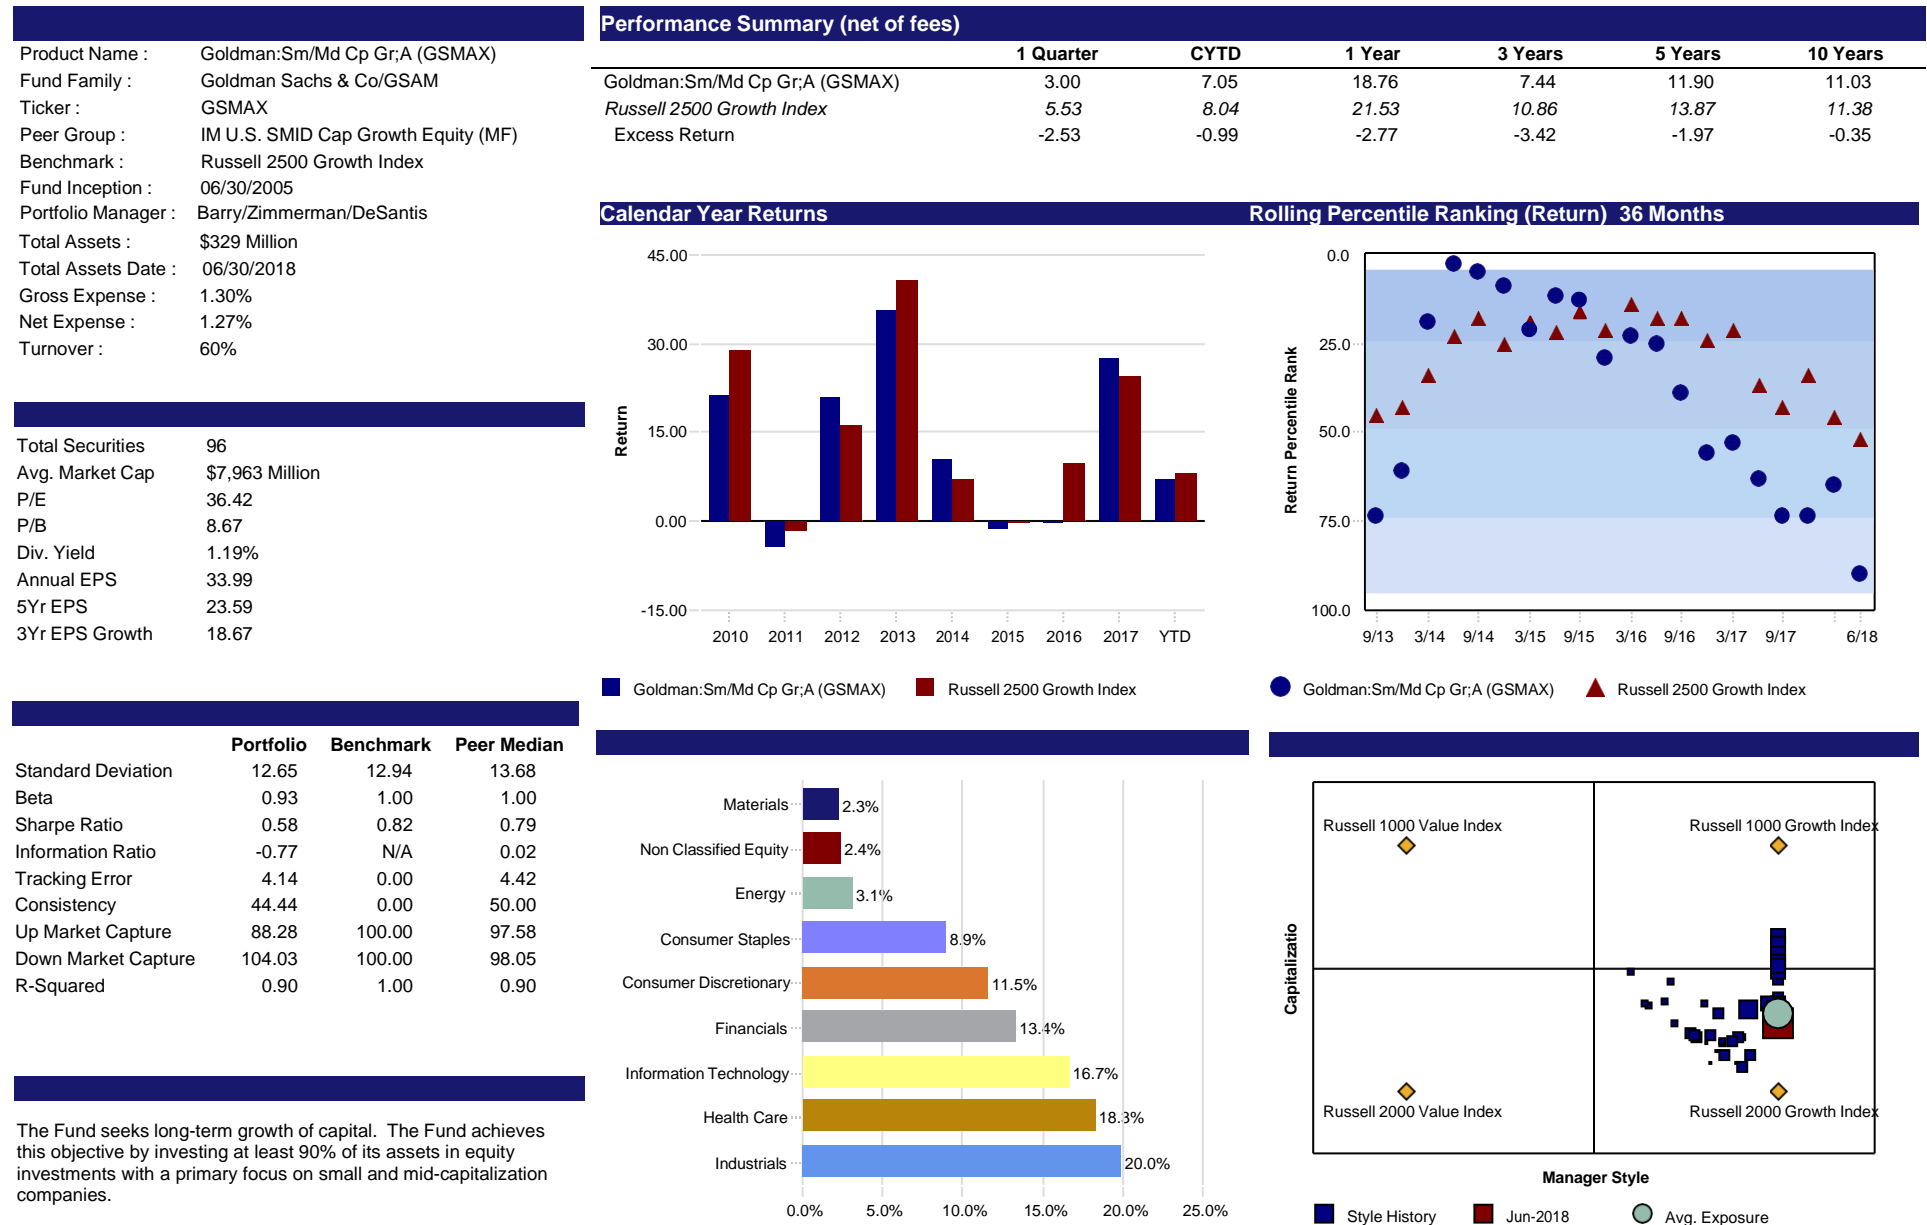 Product Name : Goldman:Sm/Md Cp Gr;A (GSMAX)
Fund Family : Goldman Sachs & Co/GSAM
Ticker : GSMAX
Peer Group : IM U.S. SMID Cap Growth Equity (MF)
Benchmark : Russell 2500 Growth Index
Fund Inception : 06/30/2005
Portfolio Manager : Barry/Zimmerman/DeSantis
Total Assets : $329 Million
Total Assets Date : 06/30/2018
Gross Expense : 1.30%
Net Expense : 1.27%
Turnover : 60%
Total Securities 96
Avg. Market Cap $7,963 Million
P/E 36.42
P/B 8.67
Div. Yield 1.19%
Annual EPS 33.99
5Yr EPS 23.59
3Yr EPS Growth 18.67
Portfolio Benchmark Peer Median
Standard Deviation 12.65 12.94 13.68
Beta 0.93 1.00 1.00
Sharpe Ratio 0.58 0.82 0.79
Information Ratio -0.77 N/A 0.02
Tracking Error 4.14 0.00 4.42
Consistency 44.44 0.00 50.00
Up Market Capture 88.28 100.00 97.58
Down Market Capture 104.03 100.00 98.05
R-Squared 0.90 1.00 0.90
The Fund seeks long-term growth of capital. The Fund achieves
this objective by investing at least 90% of its assets in equity
investments with a primary focus on small and mid-capitalization
companies.
Performance Summary (net of fees)
1 Quarter CYTD 1 Year 3 Years 5 Years 10 Years
Goldman:Sm/Md Cp Gr;A (GSMAX) 3.00 7.05 18.76 7.44 11.90 11.03
Russell 2500 Growth Index 5.53 8.04 21.53 10.86 13.87 11.38
Excess Return -2.53 -0.99 -2.77 -3.42 -1.97 -0.35
Calendar Year Returns
45.00
30.00
15.00
0.00
-15.00
Return
2010 2011 2012 2013 2014 2015 2016 2017 YTD
Goldman:Sm/Md Cp Gr;A (GSMAX) Russell 2500 Growth Index
Rolling Percentile Ranking (Return) 36 Months
0.0
25.0
50.0
75.0
100.0
Return Percentile Rank
9/13 3/14 9/14 3/15 9/15 3/16 9/16 3/17 9/17 6/18
Goldman:Sm/Md Cp Gr;A (GSMAX) Russell 2500 Growth Index
Materials 2.3%
Non Classified Equity 2.4%
Energy 3.1%
Consumer Staples 8.9%
Consumer Discretionary 11.5%
Financials 13.4%
Information Technology 16.7%
Health Care 18.3%
Industrials 20.0%
0.0% 5.0% 10.0% 15.0% 20.0% 25.0%
Russell 1000 Value Index Russell 1000 Growth Index
Capitalizatio
Russell 2000 Value Index Russell 2000 Growth Index
Manager Style
Style History Jun-2018 Avg. Exposure